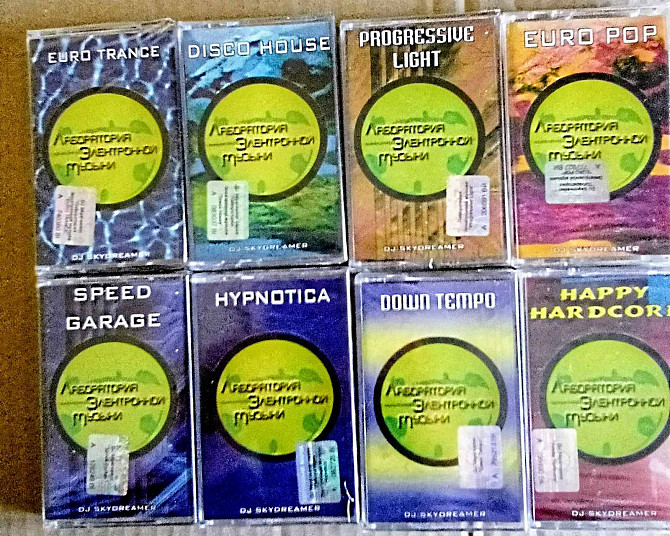 EURO TRANCE
Лаборатория
Электронной
Музыки
DJ SKYDREAMER
DISCO HOUSE
Лаборатория
Электронной
Музыки
DJ SKYDREAMER
PROGRESSIVE
LIGHT
Лаборатория
Электронной
Музыки
DJ SKYDREAMER
EURO POP
Лаборатория
Электронной
Музыки
DJ SKYDREAMER
SPEED
GARAGE
Лаборатория
Электронной
Музыки
DJ SKYDREAMER
HYPNOTICA
Лаборатория
Электронной
Музыки
DJ SKYDREAMER
DOWN TEMPO
Лаборатория
Электронной
Музыки
DJ SKYDREAMER
HAPPY
HARDCOR
Лаборатория
Электронной
Музыки
DJ SKYDREAMER